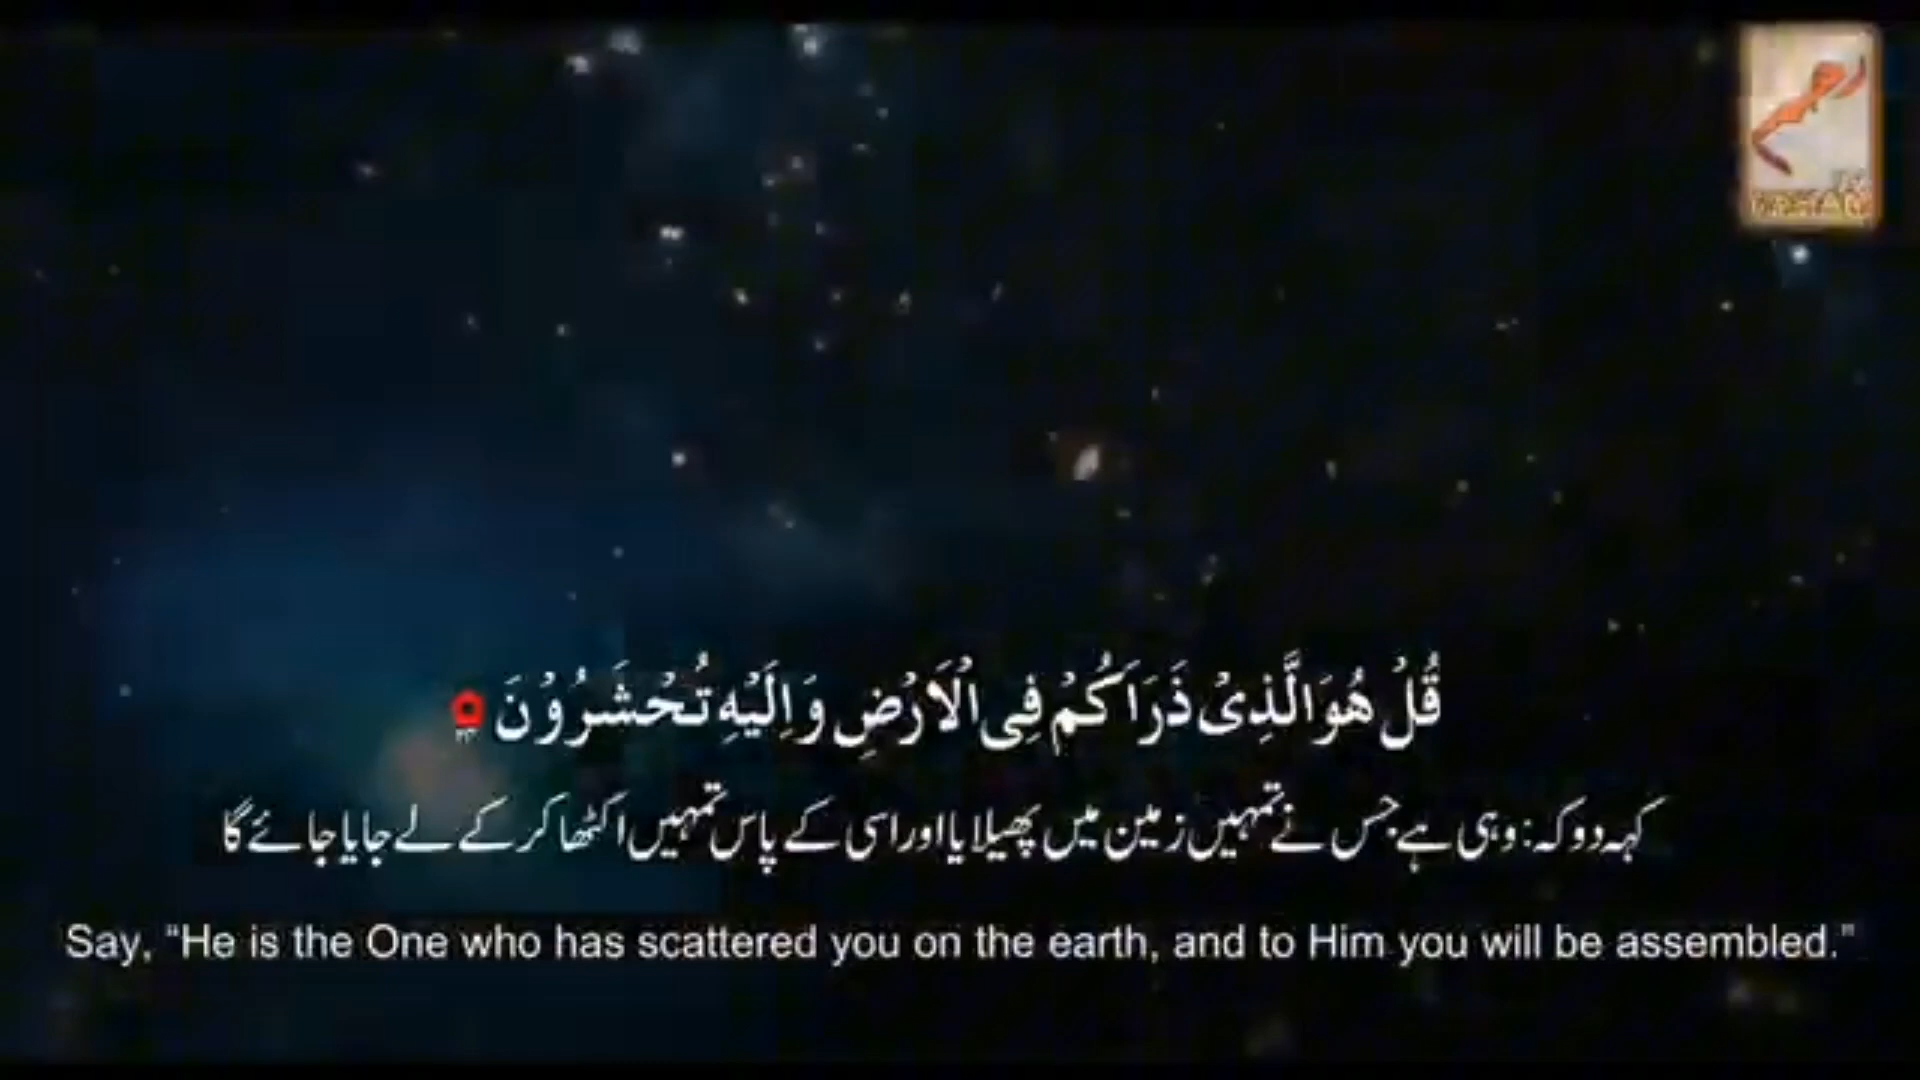 قُلْ هُوَ الَّذِیْ ذَرَاَكُمْ فِی الْاَرْضِ وَ اِلَیْهِ تُحْشَرُوْنَ
کہہ دو کہ: وہی ہے جس نے تمہیں زمین میں پھیلایا اور اسی کے پاس تمہیں اکٹھا کر کے لے جایا جائے گا
Say, “He is the One who has scattered you on the earth, and to Him you will be assembled.”